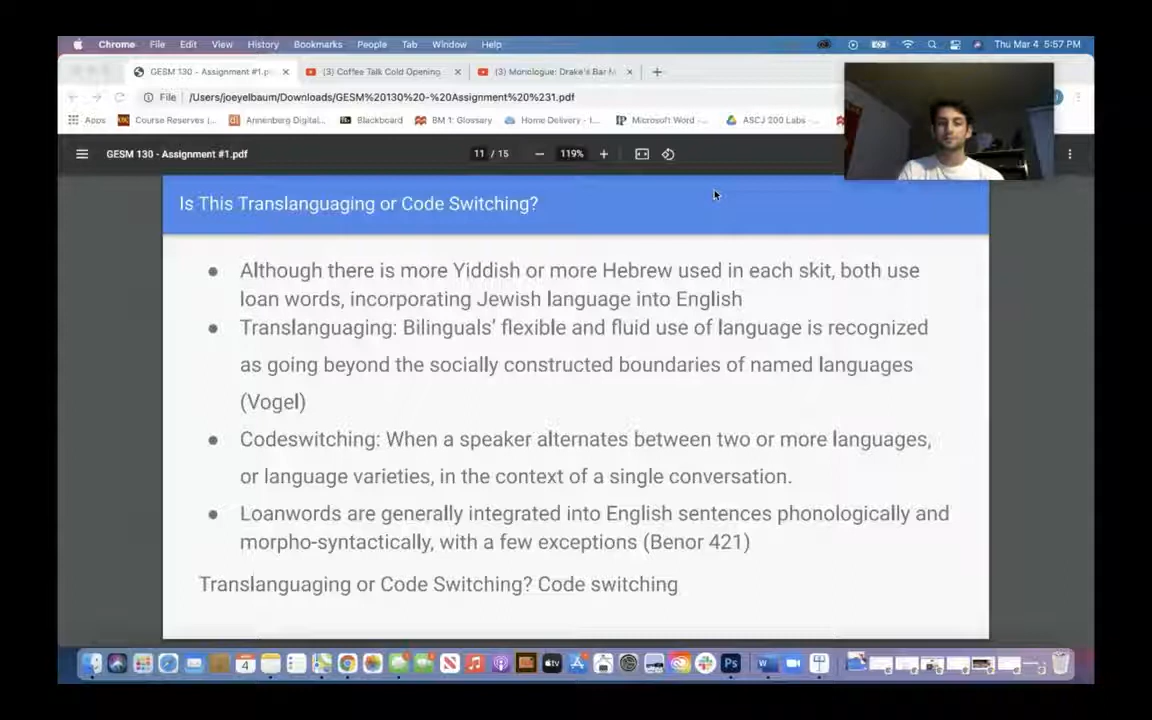 Chrome File Edit View History Bookmarks People Tab Window Help Thu Mar 4 5:57 PM
GESM 130 - Assignment #1.p (3) Coffee Talk Cold Opening (3) Monologue: Drake's Bar M
File /Users/joeyelbaum/Downloads/GESM%20130%20-%20Assignment%20%231.pdf
Apps Course Reserves (... Annenberg Digital... Blackboard BM 1: Glossary Home Delivery - I... Microsoft Word -... ASCJ 200 Labs -...
GESM 130 - Assignment #1.pdf 11 / 15 119%
Is This Translanguaging or Code Switching?
● Although there is more Yiddish or more Hebrew used in each skit, both use
loan words, incorporating Jewish language into English
● Translanguaging: Bilinguals' flexible and fluid use of language is recognized
as going beyond the socially constructed boundaries of named languages
(Vogel)
● Codeswitching: When a speaker alternates between two or more languages,
or language varieties, in the context of a single conversation.
● Loanwords are generally integrated into English sentences phonologically and
morpho-syntactically, with a few exceptions (Benor 421)
Translanguaging or Code Switching? Code switching